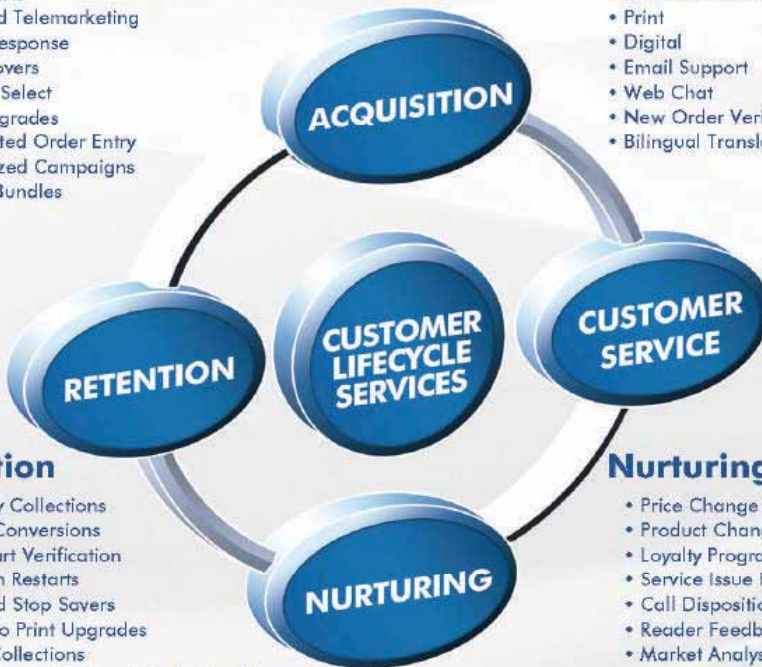 d Telemarketing
esponse
overs
Select
grades
ted Order Entry
zed Campaigns
Bundles
• Print
• Digital
• Email Support
• Web Chat
• New Order Veri
• Bilingual Transl
ACQUISITION
CUSTOMER
SERVICE
CUSTOMER
LIFECYCLE
SERVICES
RETENTION
NURTURING
tion
y Collections
Conversions
art Verification
n Restarts
d Stop Savers
o Print Upgrades
Collections
Nurturing
• Price Change
• Product Chan
• Loyalty Progra
• Service Issue
• Call Dispositio
• Reader Feedb
• Market Analys